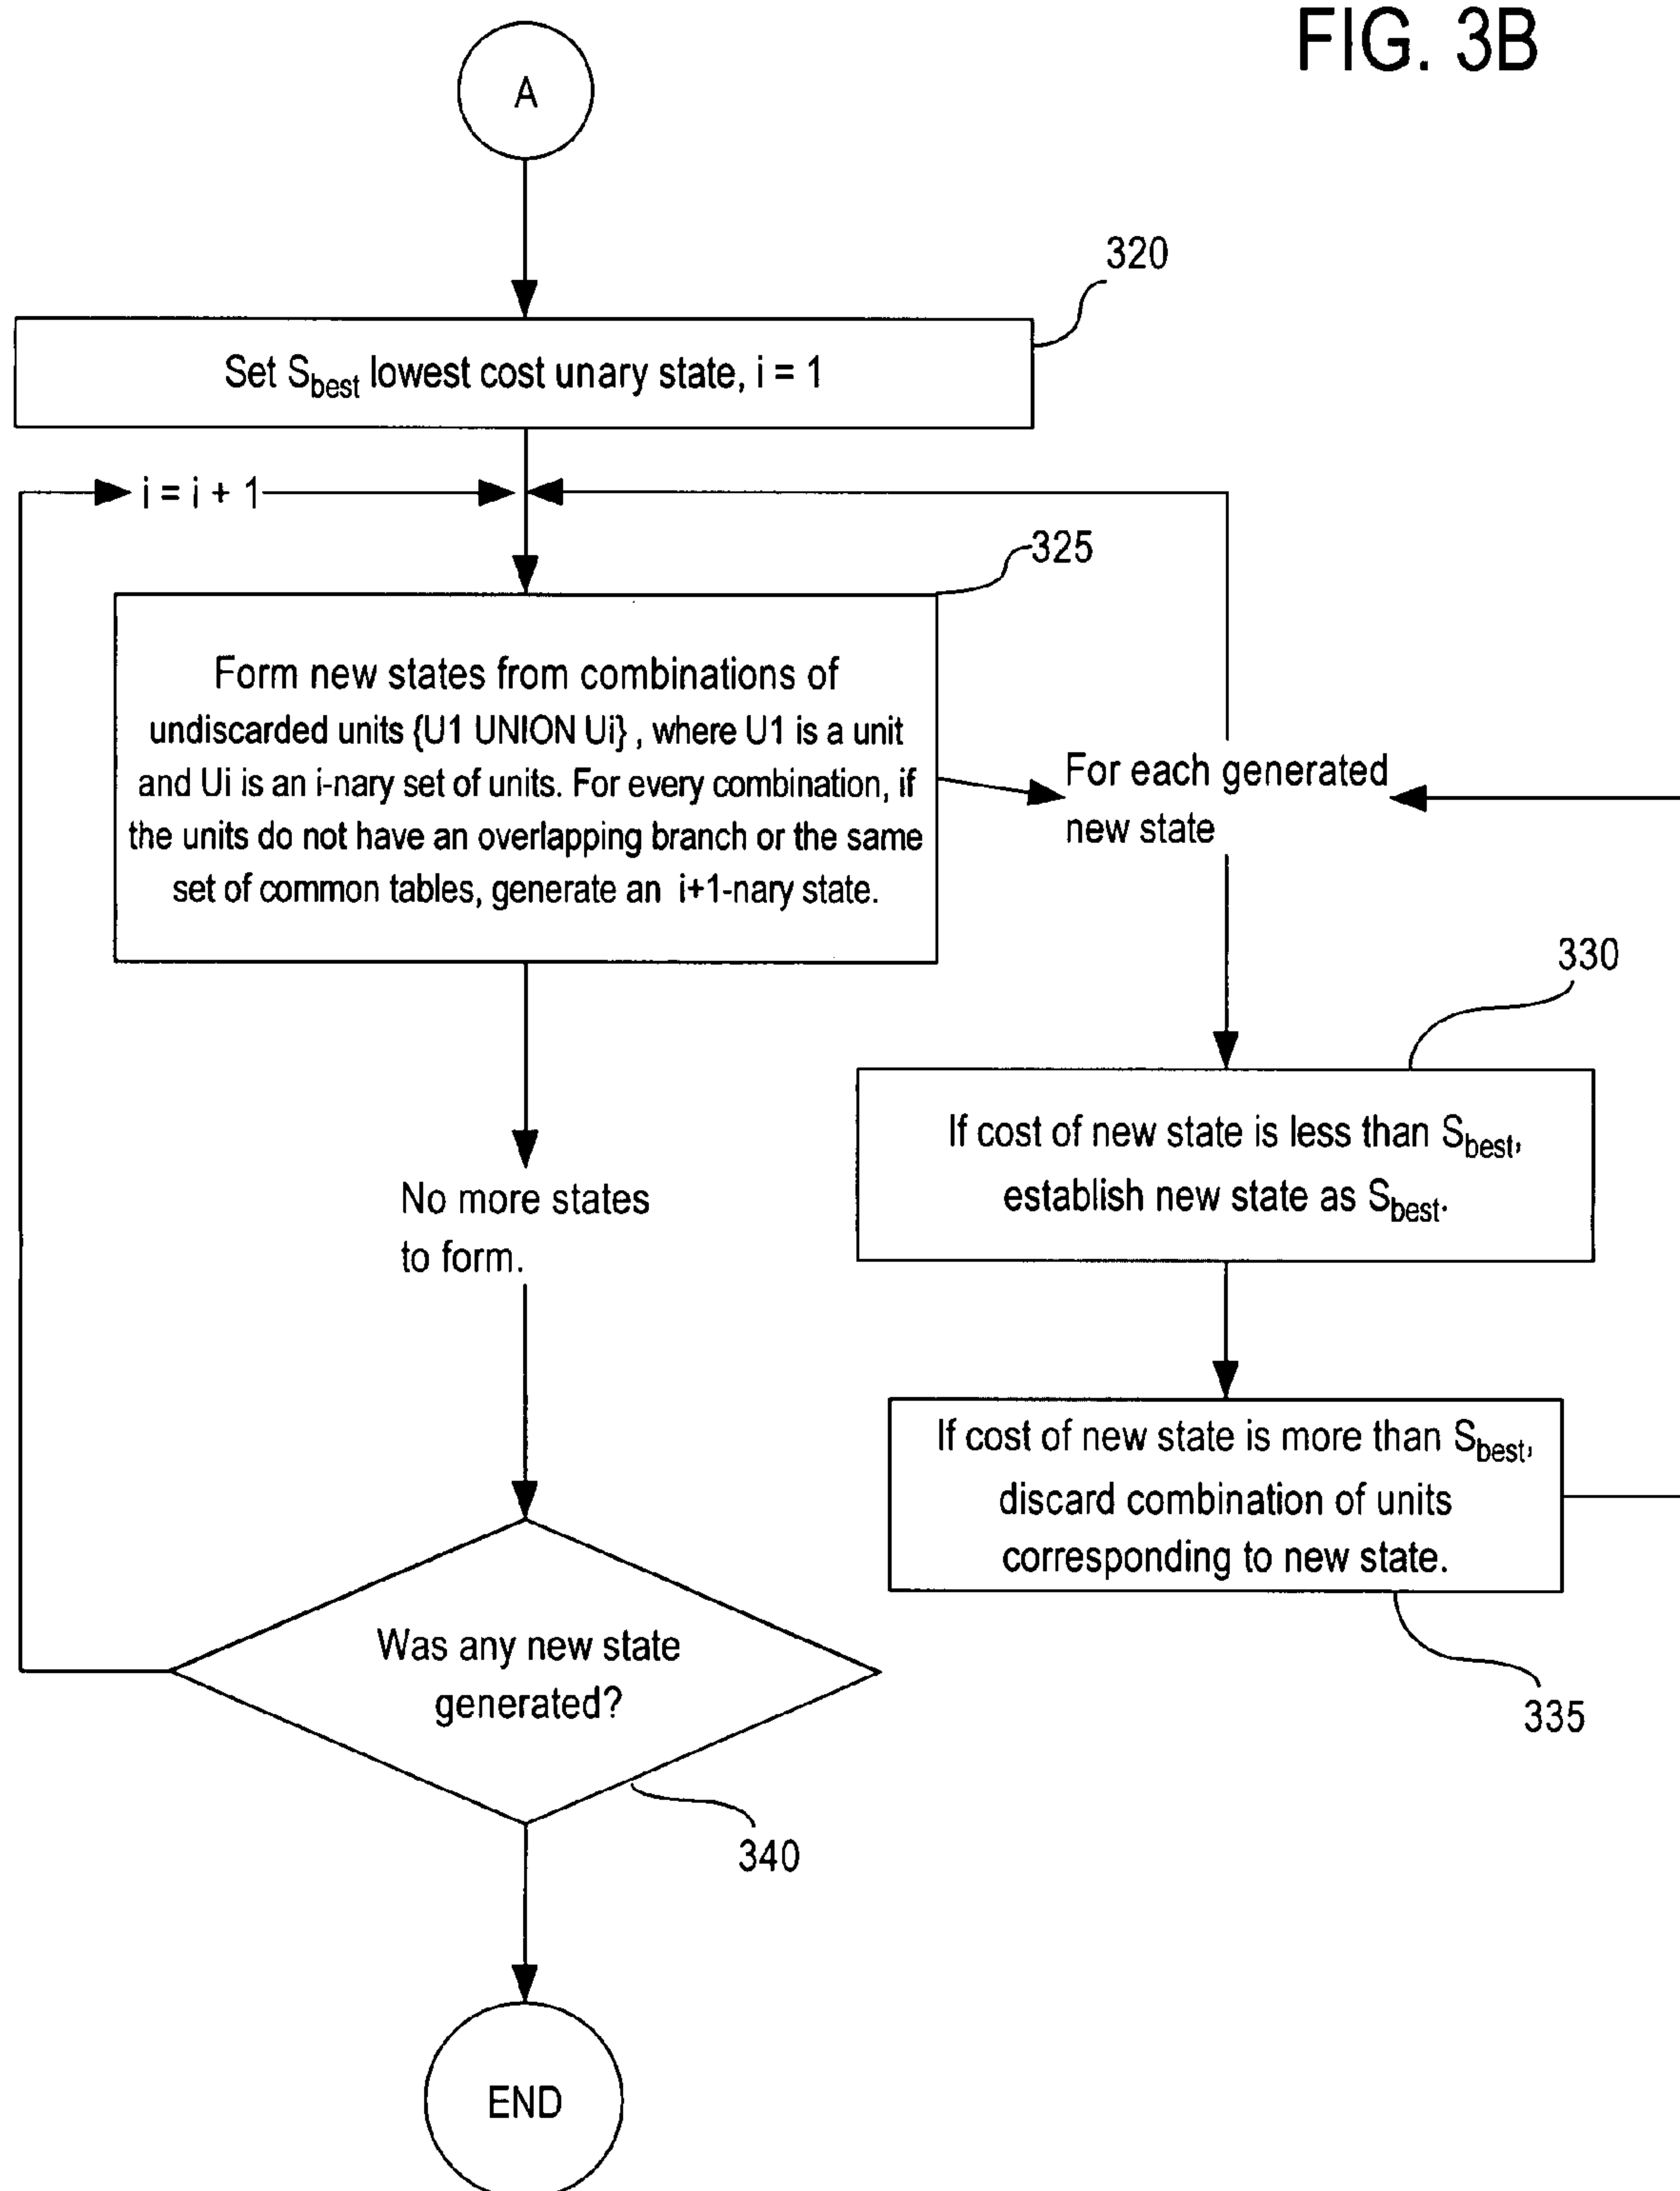 FIG. 3B
A
320
Set Sbest lowest cost unary state, i = 1
i = i + 1
325
Form new states from combinations of
undiscarded units {U1 UNION Ui} , where U1 is a unit
and Ui is an i-nary set of units. For every combination, if
the units do not have an overlapping branch or the same
set of common tables, generate an i+1-nary state.
For each generated
new state
330
If cost of new state is less than Sbest,
establish new state as Sbest.
No more states
to form.
If cost of new state is more than Sbest,
discard combination of units
corresponding to new state.
335
Was any new state
generated?
340
END